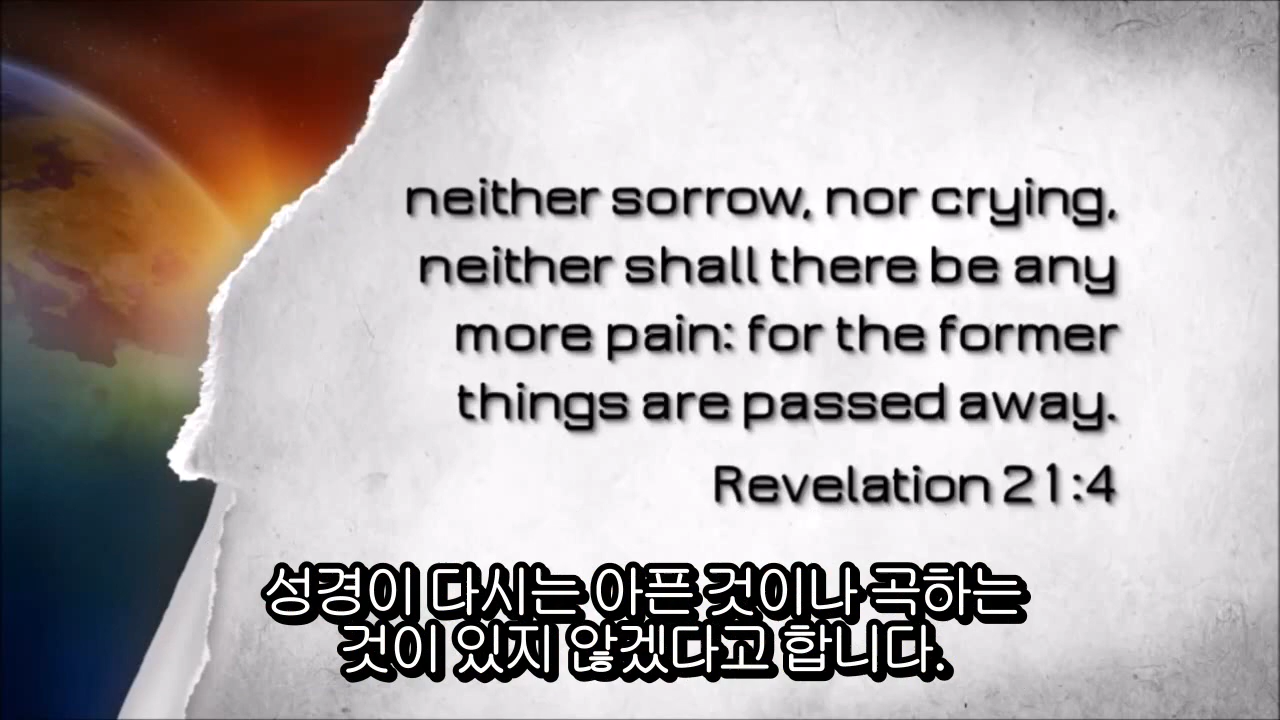 neither sorrow, nor crying,
neither shall there be any
more pain: for the former
things are passed away.
Revelation 21:4
성경이 다시는 아픈 것이나 곡하는
것이 있지 않겠다고 합니다.